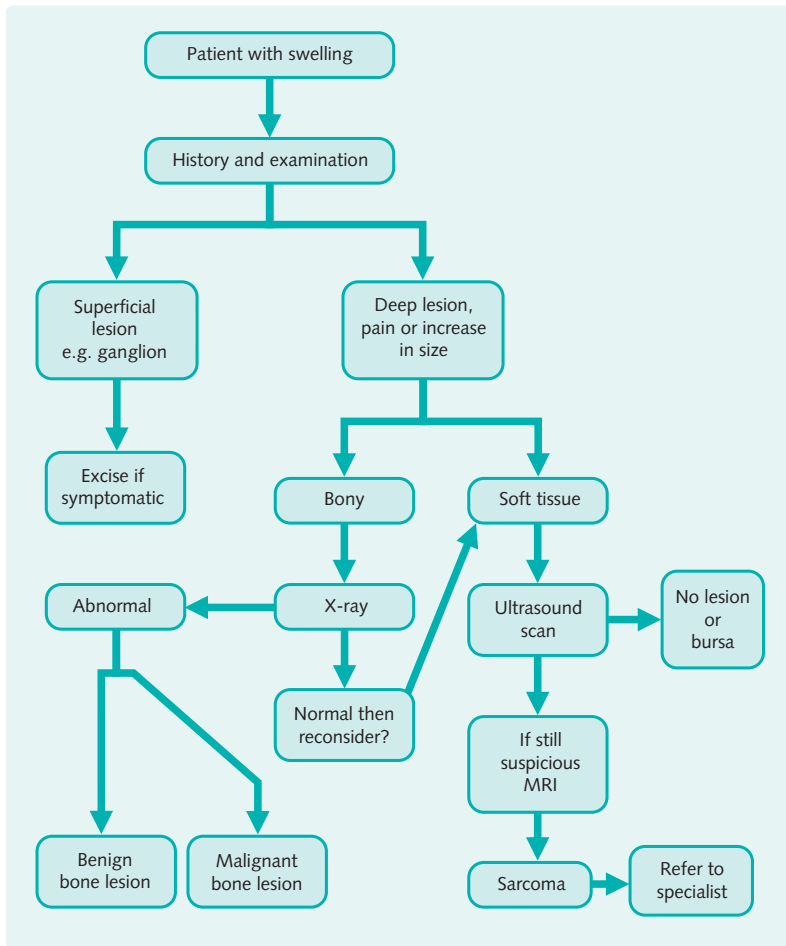 Patient with swelling
History and examination
Superficial
lesion
e.g. ganglion
Deep lesion,
pain or increase
in size
Excise if
symptomatic
Bony
Soft tissue
Abnormal
X-ray
Ultrasound
scan
No lesion
or
bursa
Normal then
reconsider?
If still
suspicious
MRI
Benign
bone lesion
Malignant
bone lesion
Sarcoma
Refer to
specialist